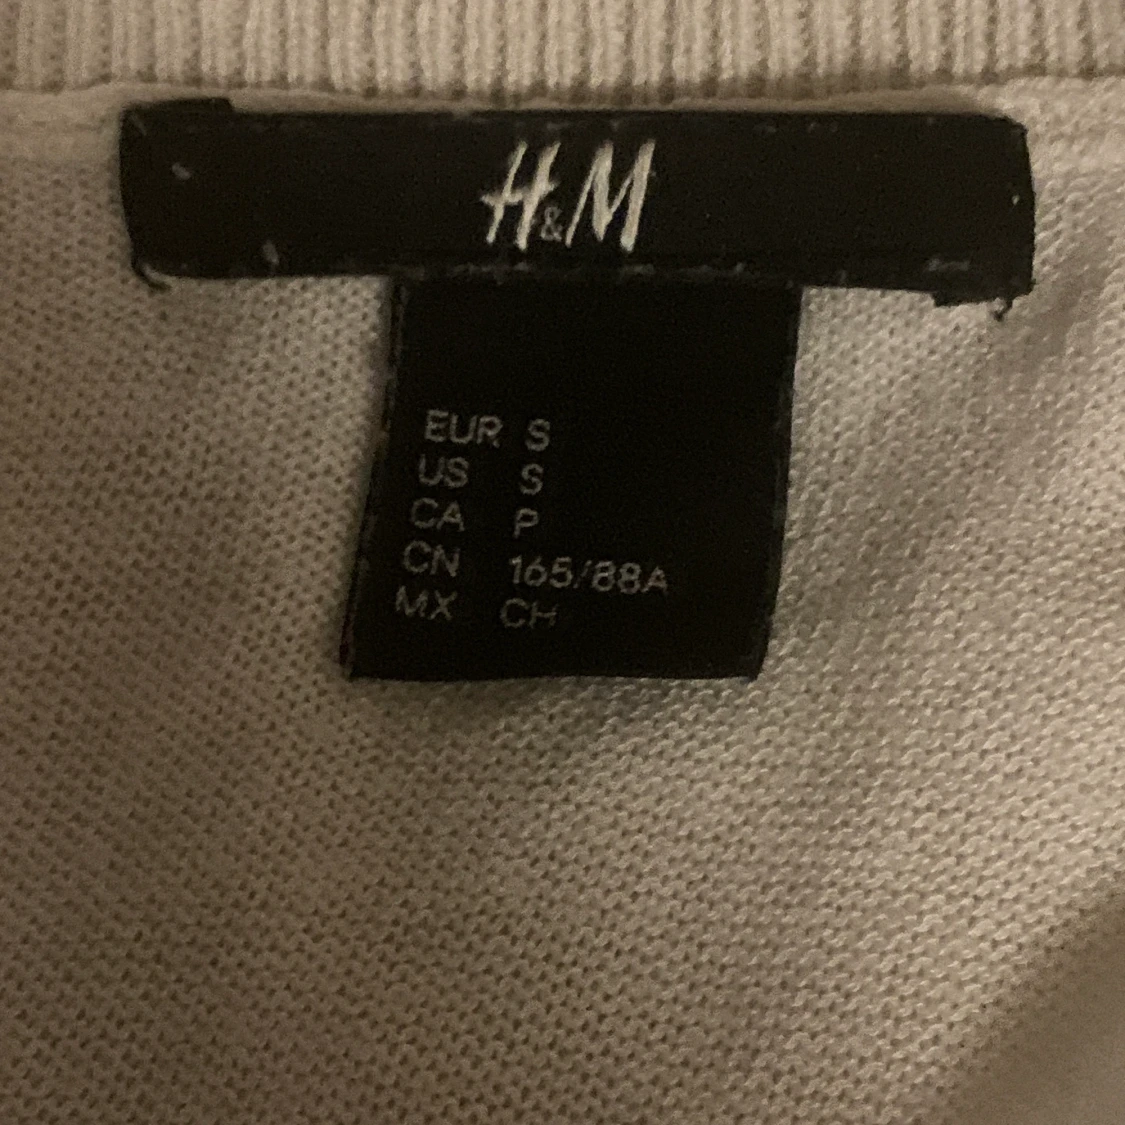 H&M
EUR S
US S
CA P
CN 165/88A
MX CH